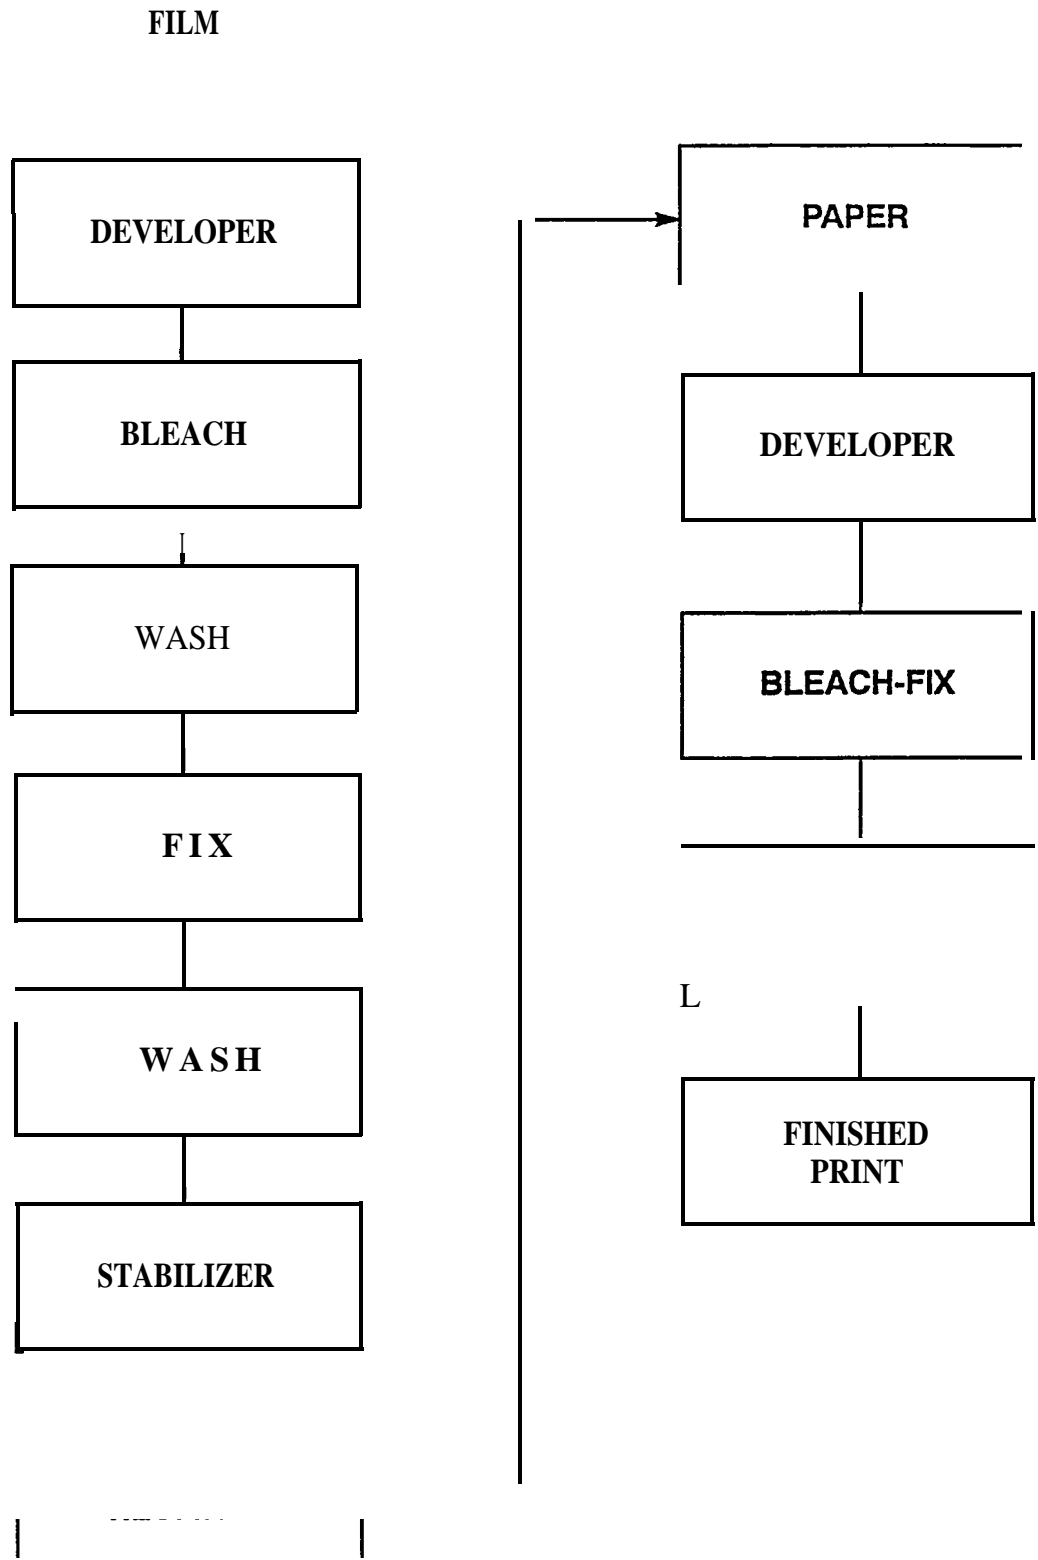 FILM
DEVELOPER
BLEACH
WASH
FIX
WASH
STABILIZER
PAPER
DEVELOPER
BLEACH-FIX
L
FINISHED
PRINT